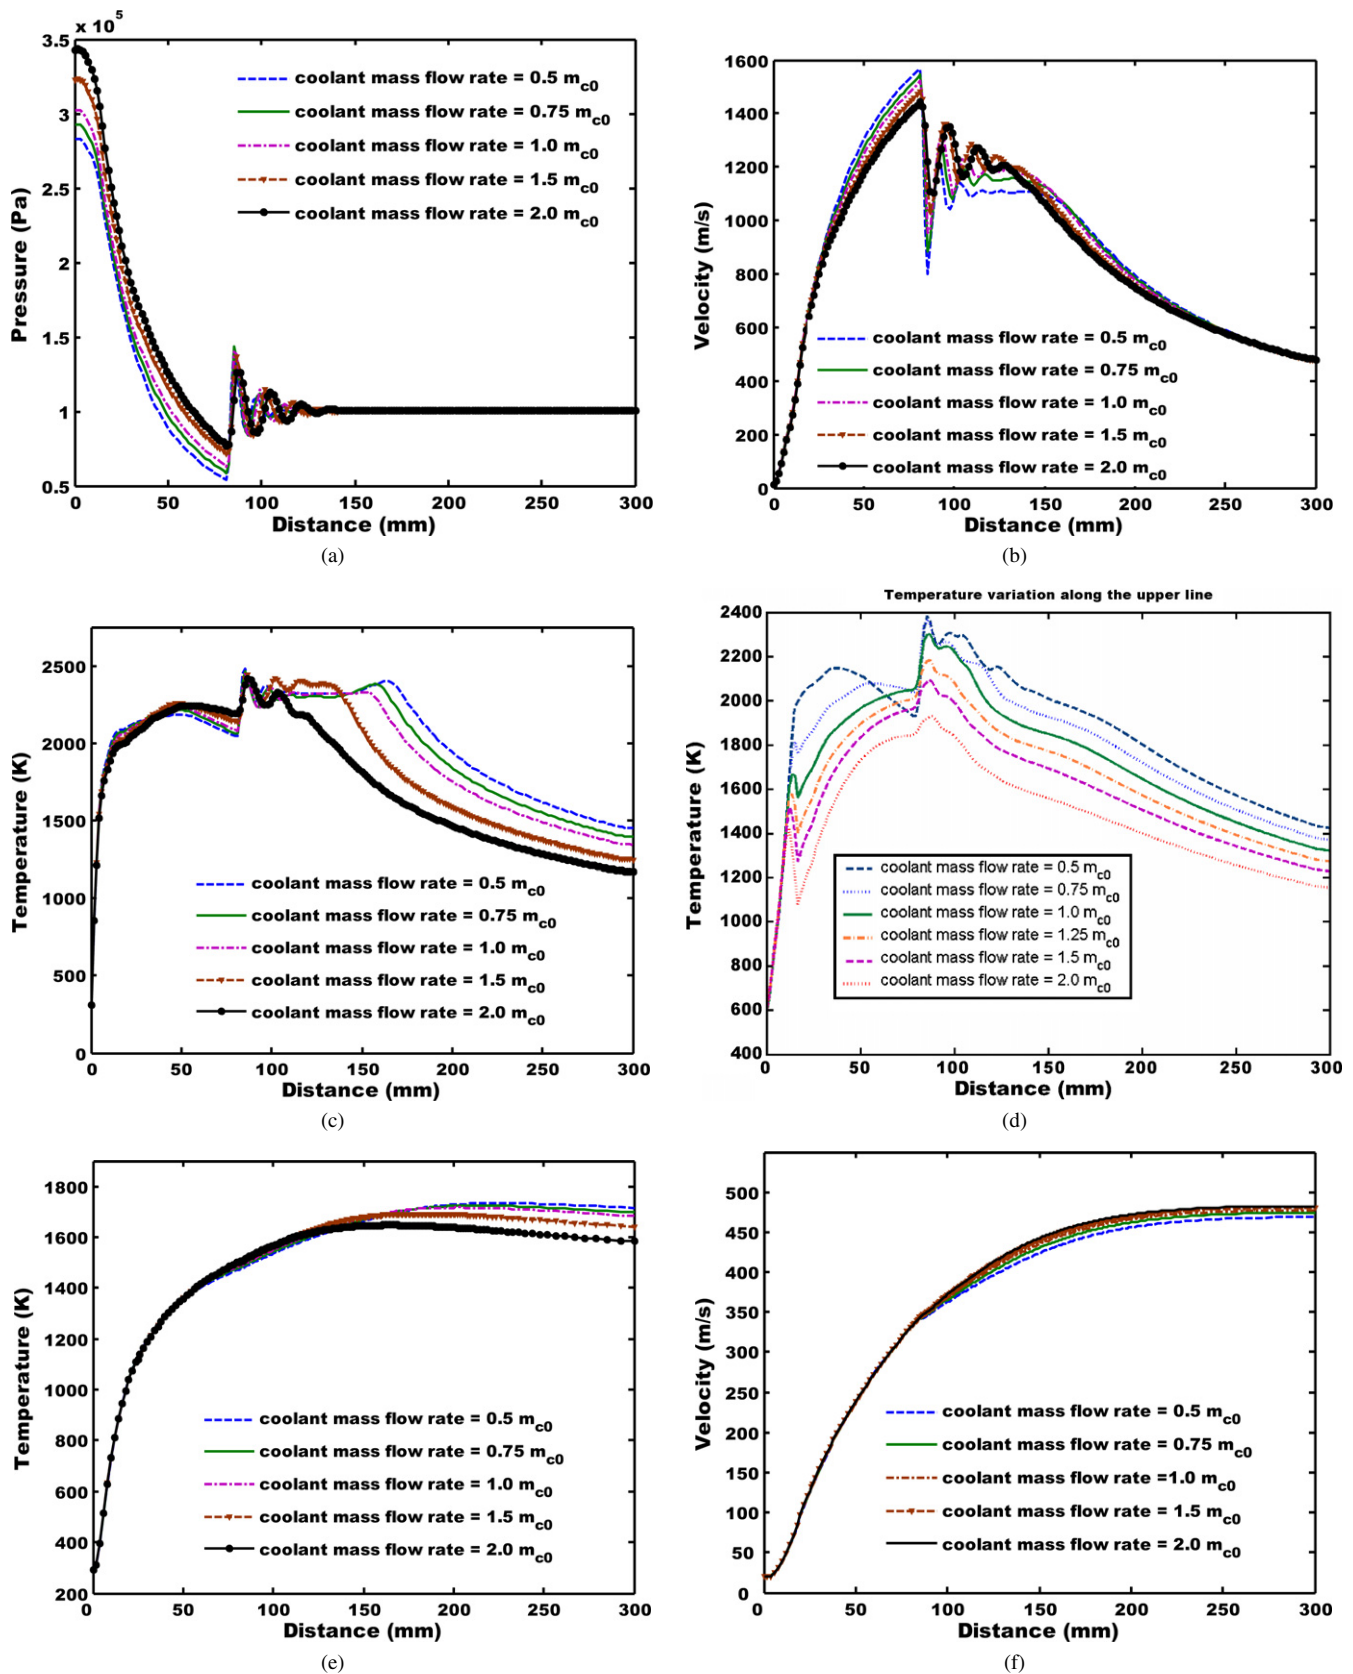 x 10^5
3.5
3
2.5
2
1.5
1
0.5
Pressure (Pa)
coolant mass flow rate = 0.5 m_c0
coolant mass flow rate = 0.75 m_c0
coolant mass flow rate = 1.0 m_c0
coolant mass flow rate = 1.5 m_c0
coolant mass flow rate = 2.0 m_c0
0 50 100 150 200 250 300
Distance (mm)
(a)
1600
1400
1200
1000
800
600
400
200
0
Velocity (m/s)
coolant mass flow rate = 0.5 m_c0
coolant mass flow rate = 0.75 m_c0
coolant mass flow rate = 1.0 m_c0
coolant mass flow rate = 1.5 m_c0
coolant mass flow rate = 2.0 m_c0
0 50 100 150 200 250 300
Distance (mm)
(b)
2500
2000
1500
1000
500
0
Temperature (K)
coolant mass flow rate = 0.5 m_c0
coolant mass flow rate = 0.75 m_c0
coolant mass flow rate = 1.0 m_c0
coolant mass flow rate = 1.5 m_c0
coolant mass flow rate = 2.0 m_c0
0 50 100 150 200 250 300
Distance (mm)
(c)
Temperature variation along the upper line
2400
2200
2000
1800
1600
1400
1200
1000
800
600
400
Temperature (K)
coolant mass flow rate = 0.5 m_c0
coolant mass flow rate = 0.75 m_c0
coolant mass flow rate = 1.0 m_c0
coolant mass flow rate = 1.25 m_c0
coolant mass flow rate = 1.5 m_c0
coolant mass flow rate = 2.0 m_c0
0 50 100 150 200 250 300
Distance (mm)
(d)
1800
1600
1400
1200
1000
800
600
400
200
Temperature (K)
coolant mass flow rate = 0.5 m_c0
coolant mass flow rate = 0.75 m_c0
coolant mass flow rate = 1.0 m_c0
coolant mass flow rate = 1.5 m_c0
coolant mass flow rate = 2.0 m_c0
0 50 100 150 200 250 300
Distance (mm)
(e)
500
450
400
350
300
250
200
150
100
50
0
Velocity (m/s)
coolant mass flow rate = 0.5 m_c0
coolant mass flow rate = 0.75 m_c0
coolant mass flow rate =1.0 m_c0
coolant mass flow rate = 1.5 m_c0
coolant mass flow rate = 2.0 m_c0
0 50 100 150 200 250 300
Distance (mm)
(f)